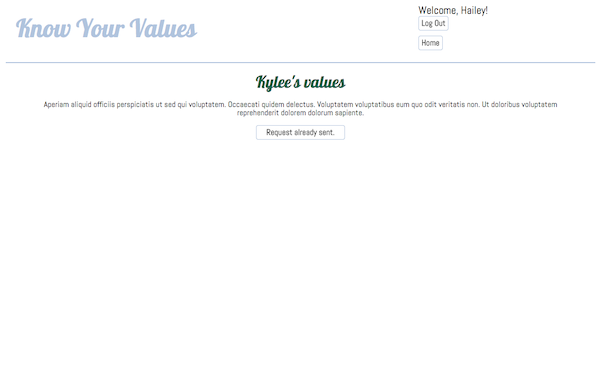 Know Your Values
Welcome, Hailey!
Log Out
Home
Kylee's values
Aperiam aliquid officiis perspiciatis ut sed qui voluptatem. Occaecati quidem delectus. Voluptatem voluptatibus eum quo odit veritatis non. Ut doloribus voluptatem
reprehenderit dolorem dolorum sapiente.
Request already sent.